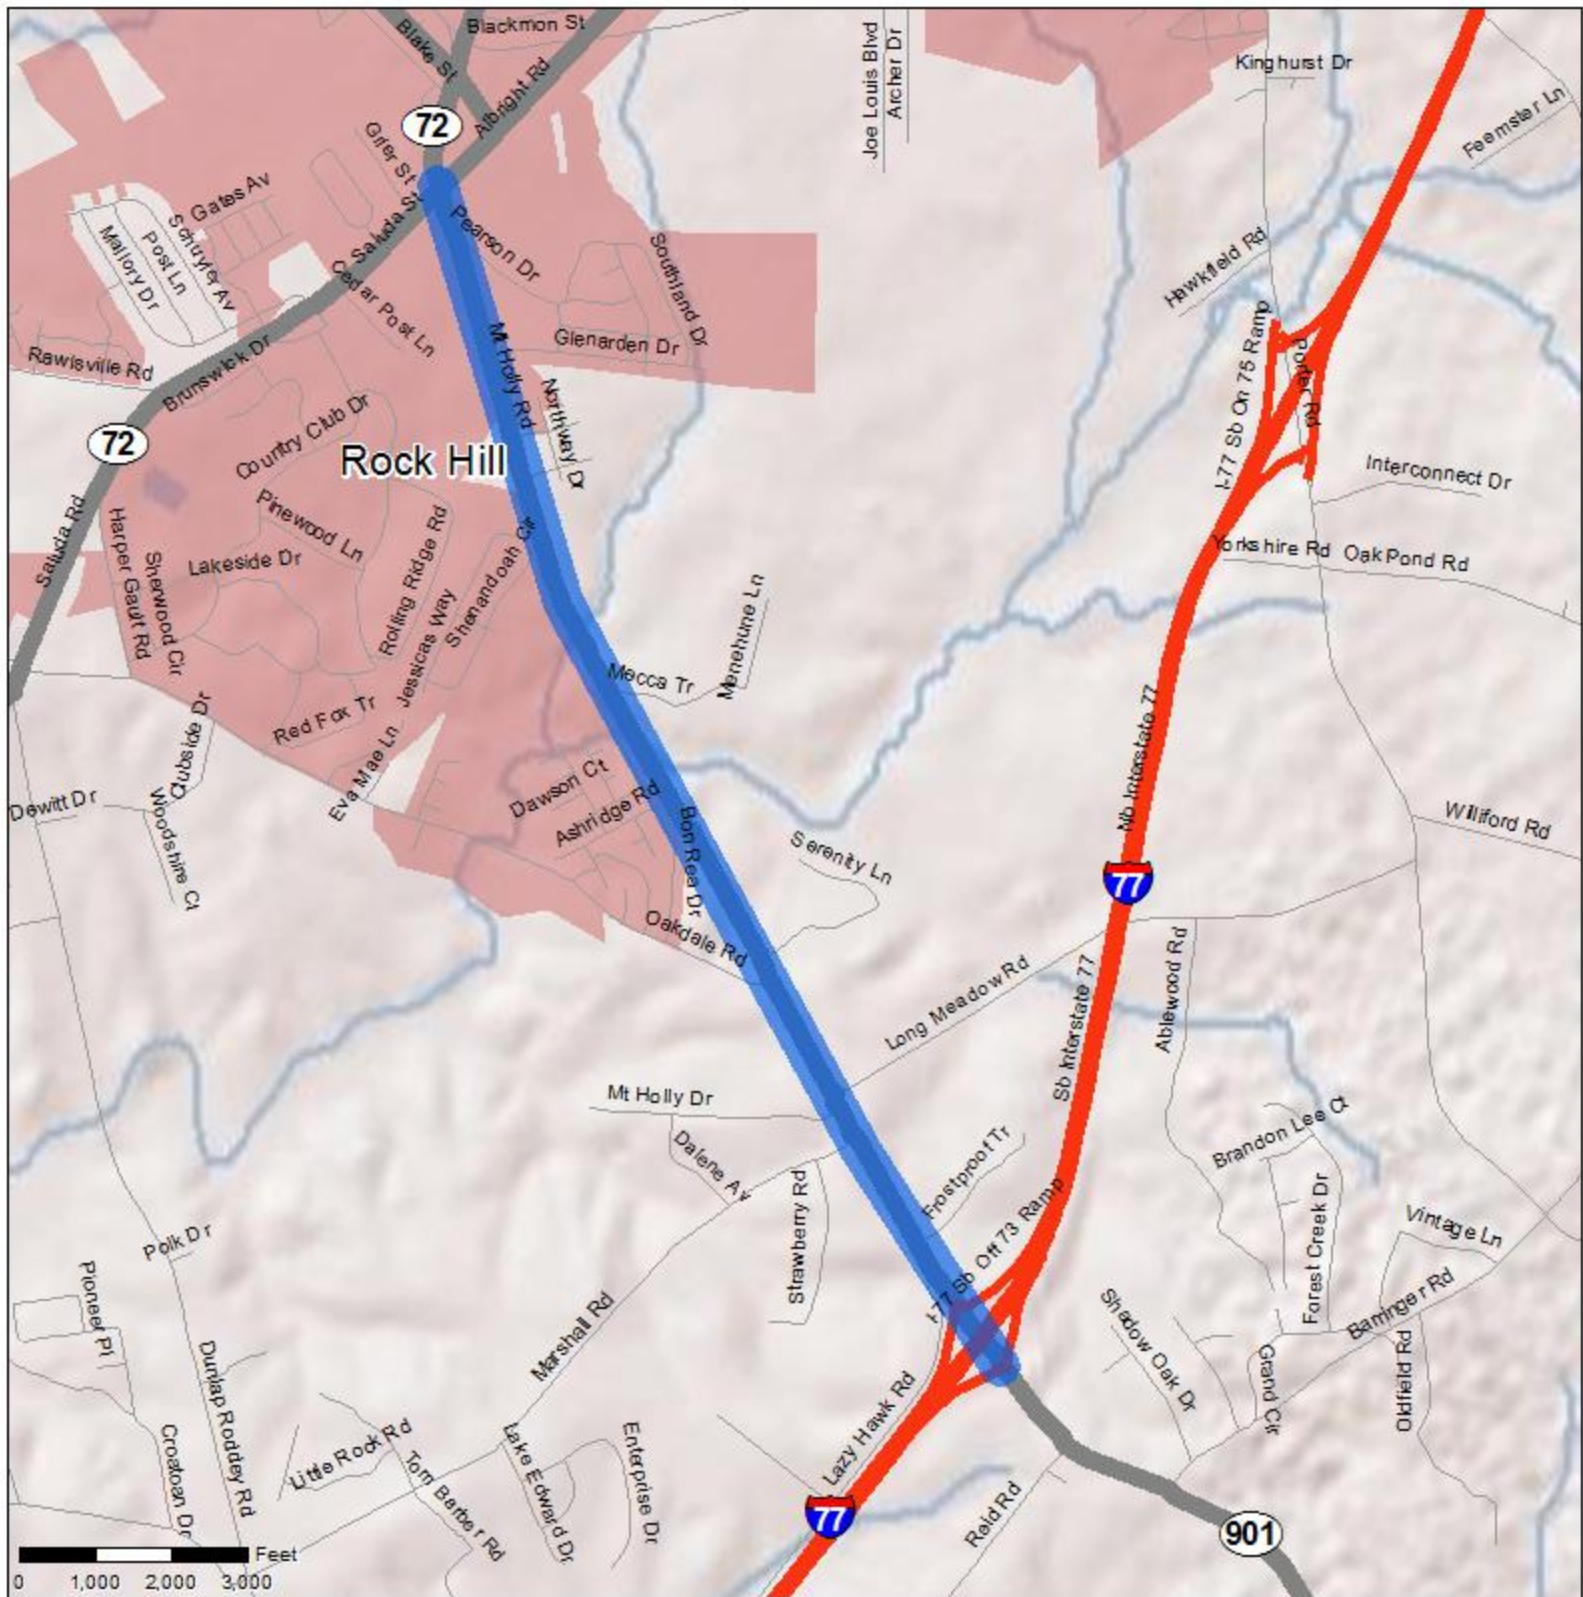 Blackmon St
Blake St
Albright Rd
72
Joe Louis Blvd
Archer Dr
Kinghurst Dr
Feemster Ln
Giter St
S Gates Av
Schuyler Av
Post Ln
Mallory Dr
Saluda St
Pearson Dr
Cedar Post Ln
Southland Dr
Glenarden Dr
Hawkfield Rd
I-77 Sb On 75 Ramp
Porter Rd
Rawlsville Rd
Brunswick Dr
Mt Holly Rd
Northway Dr
72
Country Club Dr
Rock Hill
Interconnect Dr
Saluda Rd
Harper Gault Rd
Sherwood Cir
Pinewood Ln
Lakeside Dr
Rolling Ridge Rd
Jessicas Way
Shenandoah Cir
Yorkshire Rd
Oak Pond Rd
Mecca Tr
Menehune Ln
Red Fox Tr
Eva Mae Ln
Clubside Dr
Dewitt Dr
Woodshire Ct
Dawson Ct
Ashridge Rd
Bon Rea Dr
Serenity Ln
Nb Interstate 77
Williford Rd
77
Oakdale Rd
Long Meadow Rd
Sb Interstate 77
Ablewood Rd
Mt Holly Dr
Dalene Av
Strawberry Rd
Frostproof Tr
Brandon Lee Ct
Forest Creek Dr
Vintage Ln
Polk Dr
Pioneer Pl
I-77 Sb Off 73 Ramp
Marshall Rd
Shadow Oak Dr
Barringer Rd
Grand Cir
Oldfield Rd
Dunlap Roddey Rd
Croatoan Dr
Little Rock Rd
Tom Barber Rd
Lake Edward Dr
Enterprise Dr
Lazy Hawk Rd
77
Reid Rd
901
Feet
0 1,000 2,000 3,000